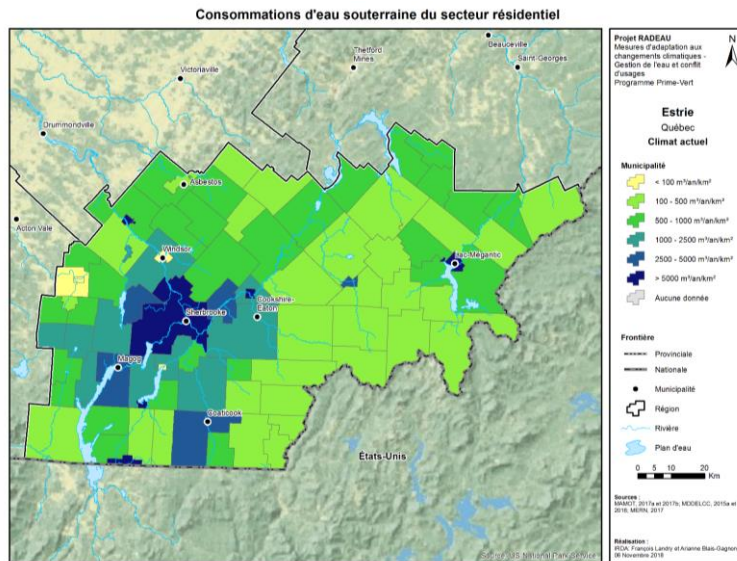 Consommations d'eau souterraine du secteur résidentiel
Projet RADEAU
Mesures d'adaptation aux
changements climatiques -
Gestion de l'eau et conflit
d'usages
Programme Prime-Vert
N
Estrie
Québec
Climat actuel
Municipalité
< 100 m³/an/km²
100 - 500 m³/an/km²
500 - 1000 m³/an/km²
1000 - 2500 m³/an/km²
2500 - 5000 m³/an/km²
> 5000 m³/an/km²
Aucune donnée
Frontière
Provinciale
Nationale
Municipalité
Région
Rivière
Plan d'eau
0 5 10 20
Km
Sources :
MAMOT, 2017a et 2017b; MDDELCC, 2015a et
2016; MERN, 2017
Réalisation :
IRDA: François Landry et Arianne Blais-Gagnon
06 Novembre 2018
Beauceville
Thetford
Mines
Saint-Georges
Victoriaville
Drummondville
Asbestos
Acton Vale
Windsor
Lac-Mégantic
Cookshire-
Eaton
Sherbrooke
Magog
Coaticook
États-Unis
Source: US National Park Service